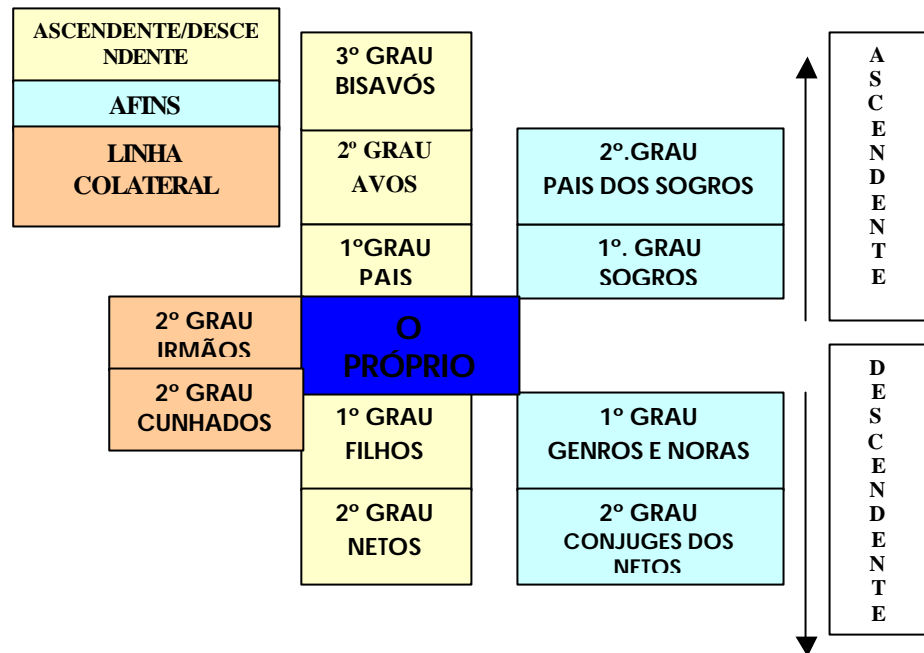 ASCENDENTE/DESCE
NDENTE
AFINS
LINHA
COLATERAL
3º GRAU
BISAVÓS
2º GRAU
AVOS
1ºGRAU
PAIS
2º.GRAU
PAIS DOS SOGROS
1º. GRAU
SOGROS
2º GRAU
IRMÃOS
2º GRAU
CUNHADOS
O
PRÓPRIO
1º GRAU
FILHOS
2º GRAU
NETOS
1º GRAU
GENROS E NORAS
2º GRAU
CONJUGES DOS
NETOS
A
S
C
E
N
D
E
N
T
E
D
E
S
C
E
N
D
E
N
T
E